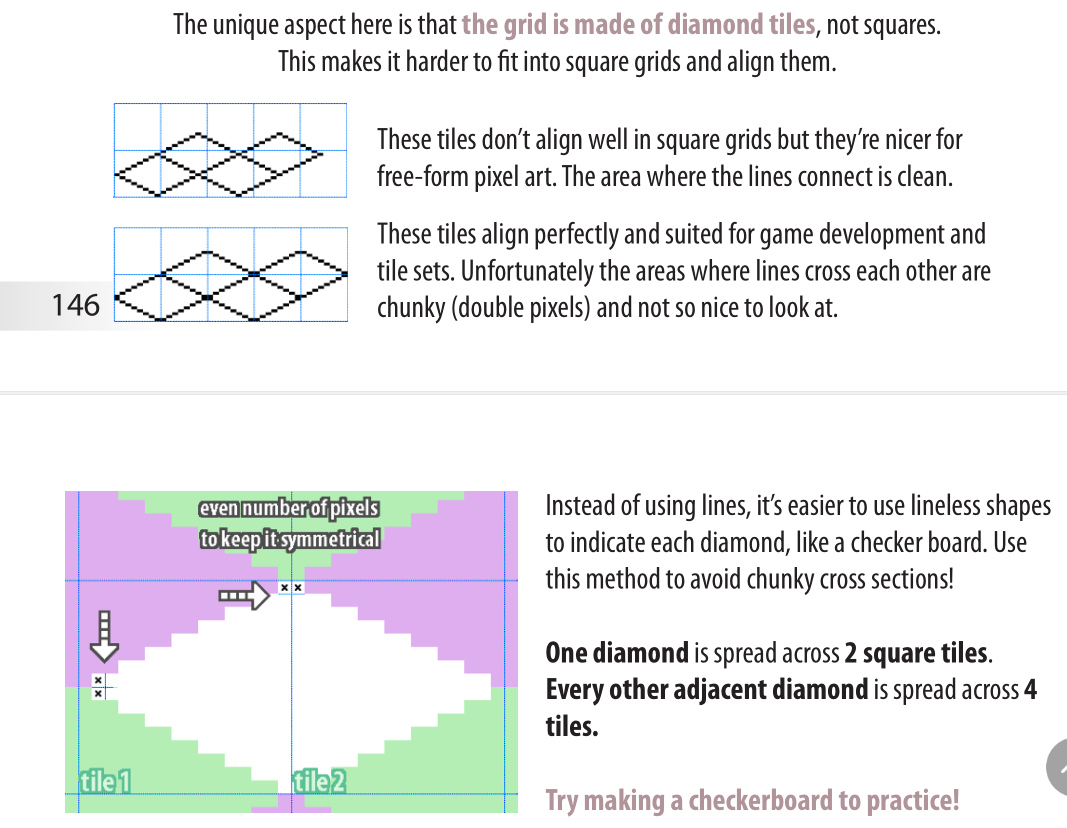 The unique aspect here is that the grid is made of diamond tiles, not squares.
This makes it harder to fit into square grids and align them.
These tiles don’t align well in square grids but they’re nicer for
free-form pixel art. The area where the lines connect is clean.
These tiles align perfectly and suited for game development and
tile sets. Unfortunately the areas where lines cross each other are
chunky (double pixels) and not so nice to look at.
146
even number of pixels
to keep it symmetrical
tile 1
tile 2
Instead of using lines, it’s easier to use lineless shapes
to indicate each diamond, like a checker board. Use
this method to avoid chunky cross sections!
One diamond is spread across 2 square tiles.
Every other adjacent diamond is spread across 4
tiles.
Try making a checkerboard to practice!